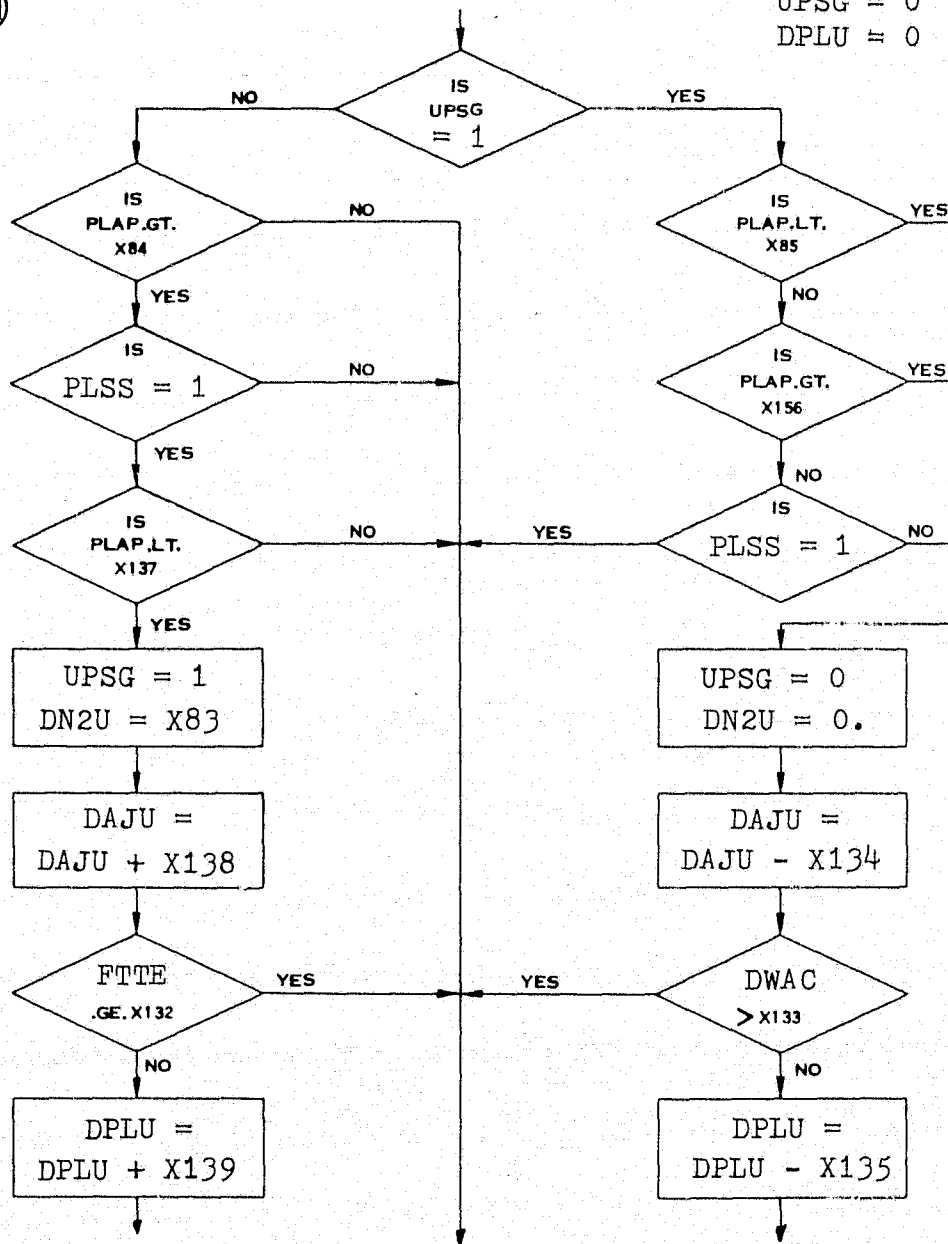 UPSG = 0
DPLU = 0
IS
UPSG
= 1
NO
YES
IS
PLAP.GT.
X84
NO
YES
IS
PLSS = 1
NO
YES
IS
PLAP.LT.
X137
NO
YES
UPSG = 1
DN2U = X83
DAJU =
DAJU + X138
FTTE
.GE. X132
YES
NO
DPLU =
DPLU + X139
IS
PLAP.LT.
X85
YES
NO
IS
PLAP.GT.
X156
YES
NO
IS
PLSS = 1
YES
NO
UPSG = 0
DN2U = 0.
DAJU =
DAJU - X134
DWAC
> X133
YES
NO
DPLU =
DPLU - X135